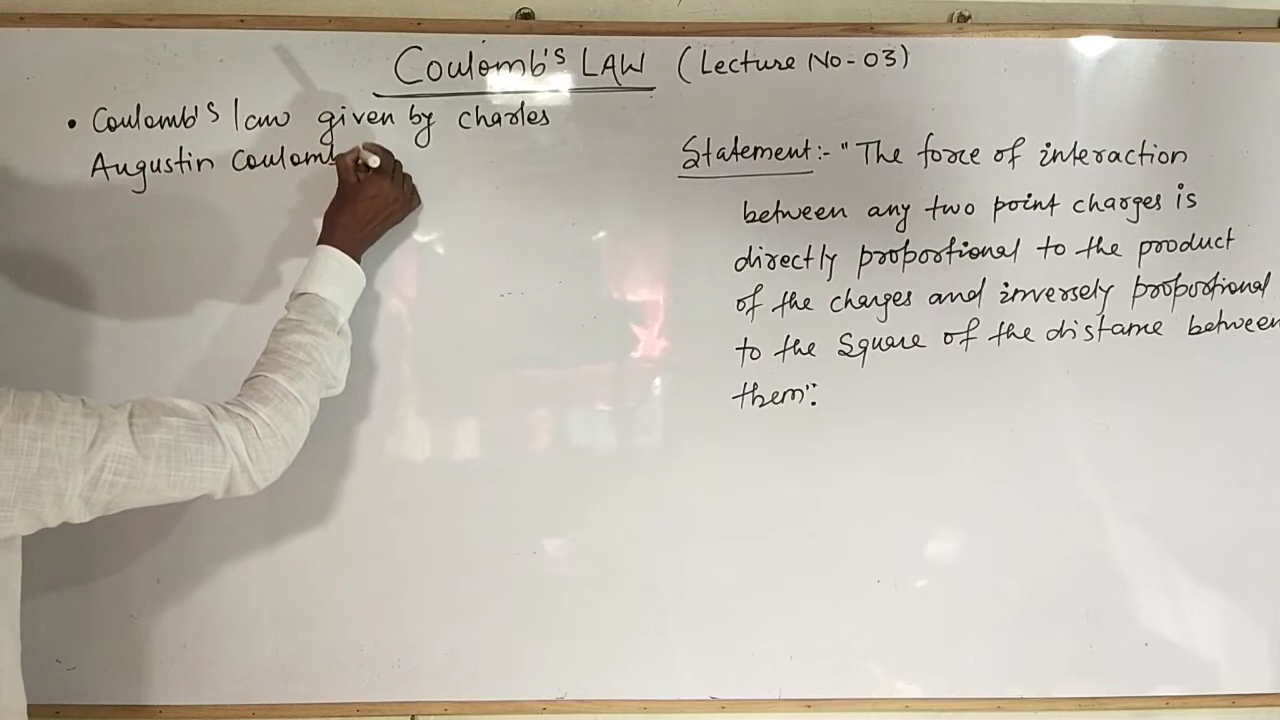 Coulomb's LAW (Lecture No-03)
• Coulomb's law given by charles
Augustin Coulomb
Statement:- "The force of interaction
between any two point charges is
directly proportional to the product
of the charges and inversely proportional
to the Square of the distance between
them".